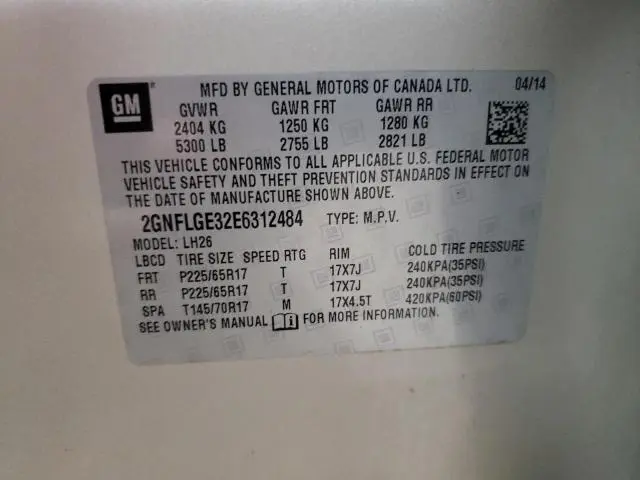 GM
MFD BY GENERAL MOTORS OF CANADA LTD. 04/14
GVWR GAWR FRT GAWR RR
2404 KG 1250 KG 1280 KG
5300 LB 2755 LB 2821 LB
THIS VEHICLE CONFORMS TO ALL APPLICABLE U.S. FEDERAL MOTOR
VEHICLE SAFETY AND THEFT PREVENTION STANDARDS IN EFFECT ON
THE DATE OF MANUFACTURE SHOWN ABOVE.
2GNFLGE32E6312484 TYPE: M.P.V.
MODEL: LH26
LBCD TIRE SIZE SPEED RTG RIM COLD TIRE PRESSURE
FRT P225/65R17 T 17X7J 240KPA(35PSI)
RR P225/65R17 T 17X7J 240KPA(35PSI)
SPA T145/70R17 M 17X4.5T 420KPA(60PSI)
SEE OWNER'S MANUAL FOR MORE INFORMATION.